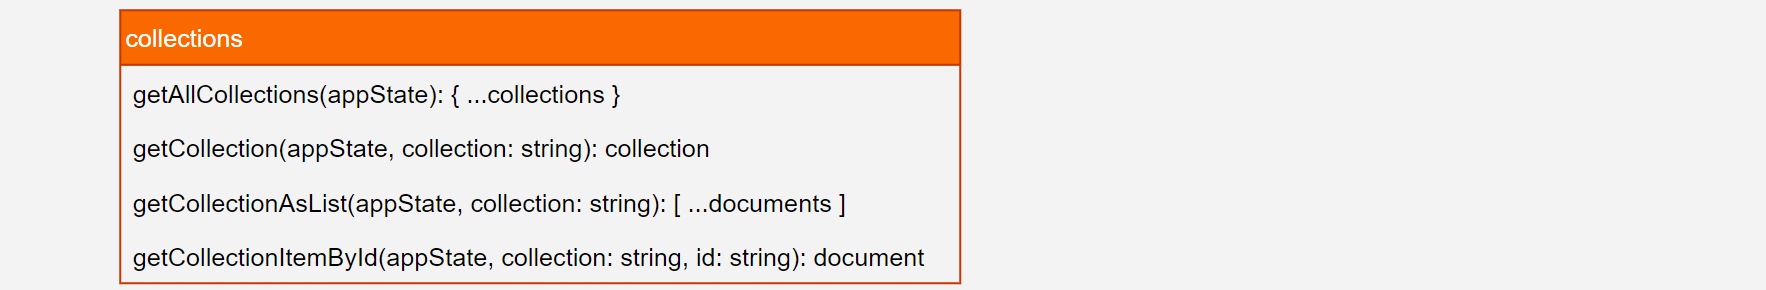 collections
getAllCollections(appState): { ...collections }
getCollection(appState, collection: string): collection
getCollectionAsList(appState, collection: string): [ ...documents ]
getCollectionItemById(appState, collection: string, id: string): document